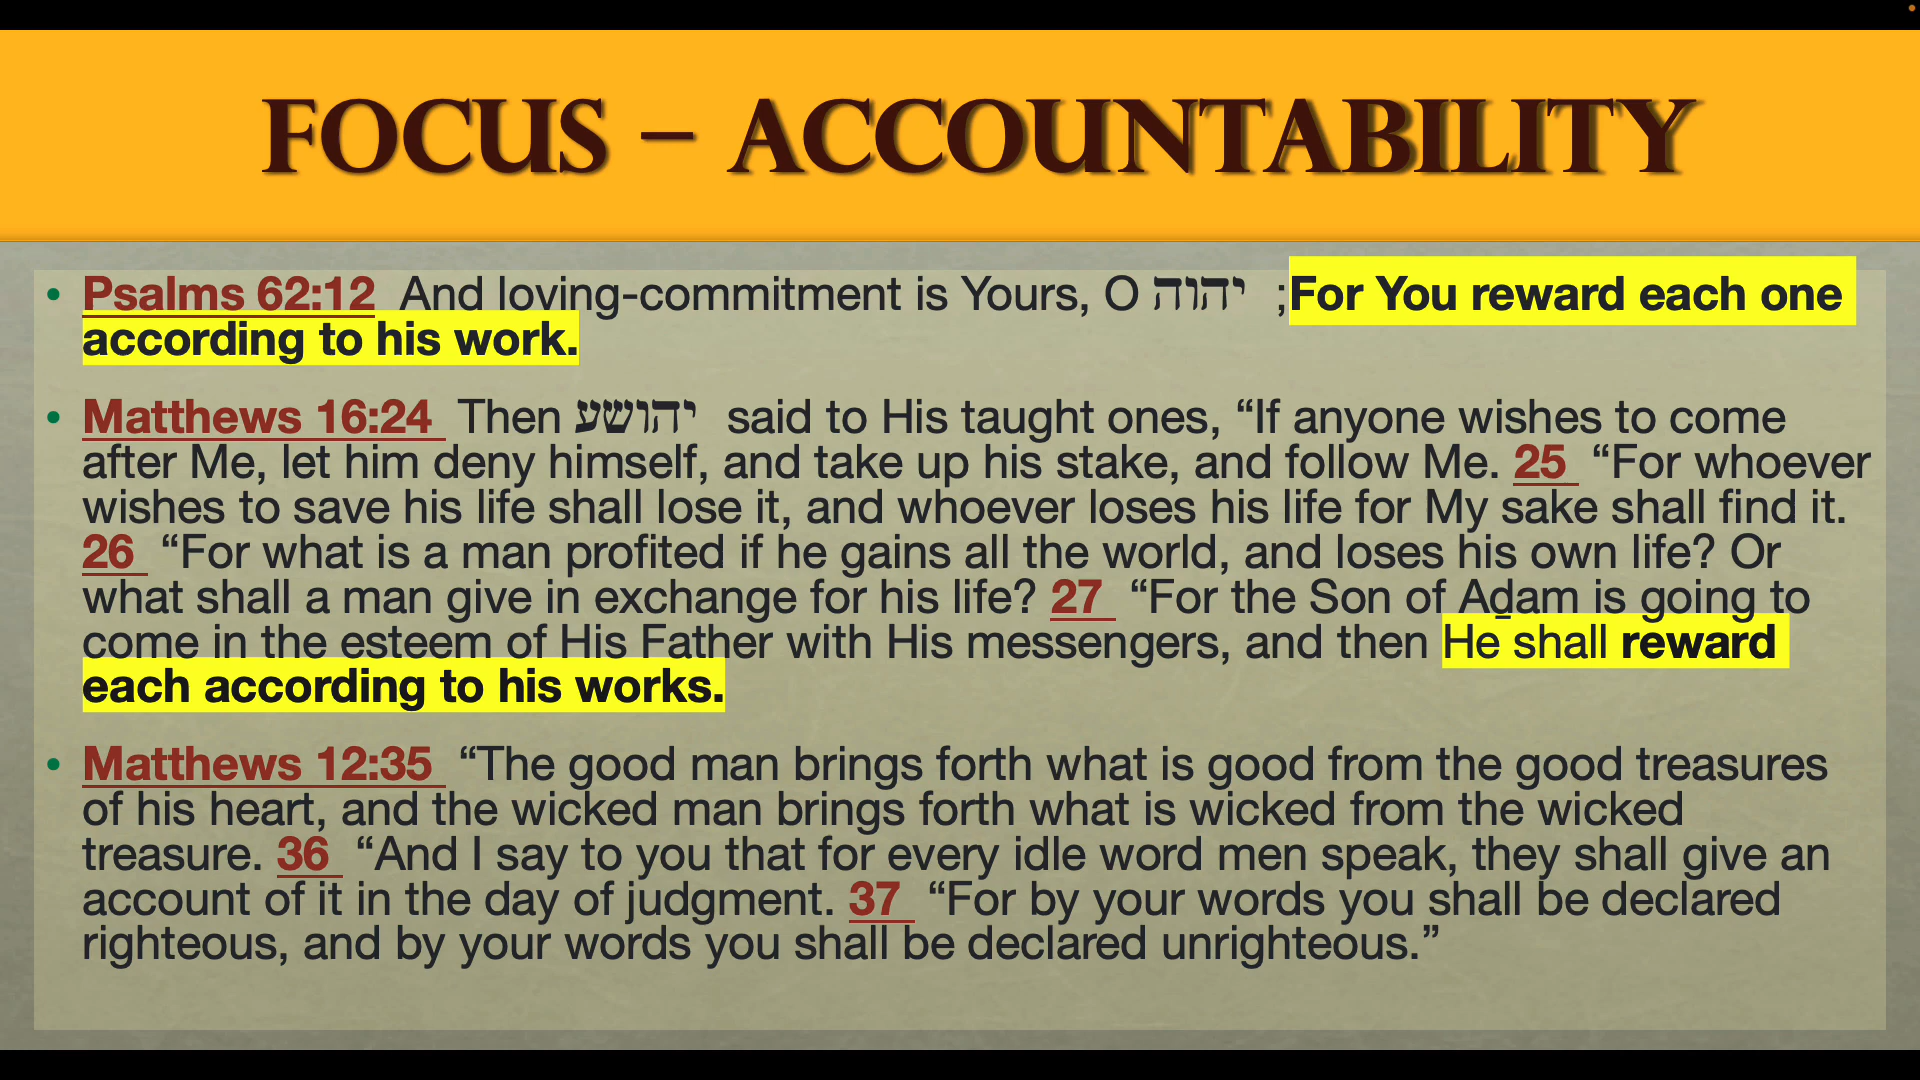 FOCUS – ACCOUNTABILITY
• Psalms 62:12 And loving-commitment is Yours, O יהוה ;For You reward each one
according to his work.
• Matthews 16:24 Then יהושע said to His taught ones, “If anyone wishes to come
after Me, let him deny himself, and take up his stake, and follow Me. 25 “For whoever
wishes to save his life shall lose it, and whoever loses his life for My sake shall find it.
26 “For what is a man profited if he gains all the world, and loses his own life? Or
what shall a man give in exchange for his life? 27 “For the Son of Aḏam is going to
come in the esteem of His Father with His messengers, and then He shall reward
each according to his works.
• Matthews 12:35 “The good man brings forth what is good from the good treasures
of his heart, and the wicked man brings forth what is wicked from the wicked
treasure. 36 “And I say to you that for every idle word men speak, they shall give an
account of it in the day of judgment. 37 “For by your words you shall be declared
righteous, and by your words you shall be declared unrighteous.”